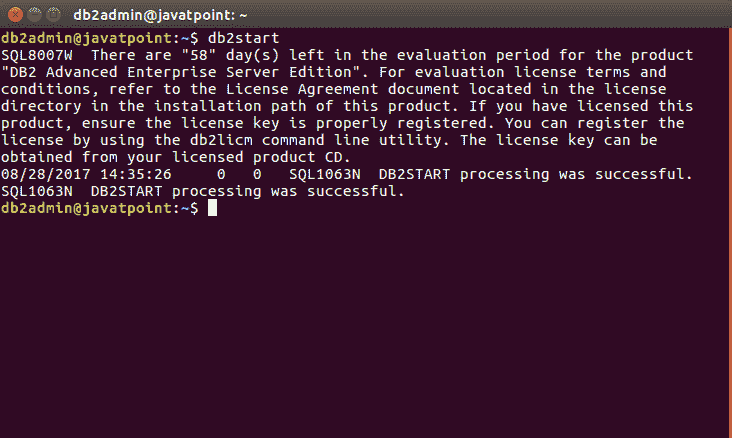 db2admin@javatpoint: ~
db2admin@javatpoint:~$ db2start
SQL8007W  There are "58" day(s) left in the evaluation period for the product
"DB2 Advanced Enterprise Server Edition". For evaluation license terms and
conditions, refer to the License Agreement document located in the license
directory in the installation path of this product. If you have licensed this
product, ensure the license key is properly registered. You can register the
license by using the db2licm command line utility. The license key can be
obtained from your licensed product CD.
08/28/2017 14:35:26     0   0   SQL1063N  DB2START processing was successful.
SQL1063N  DB2START processing was successful.
db2admin@javatpoint:~$